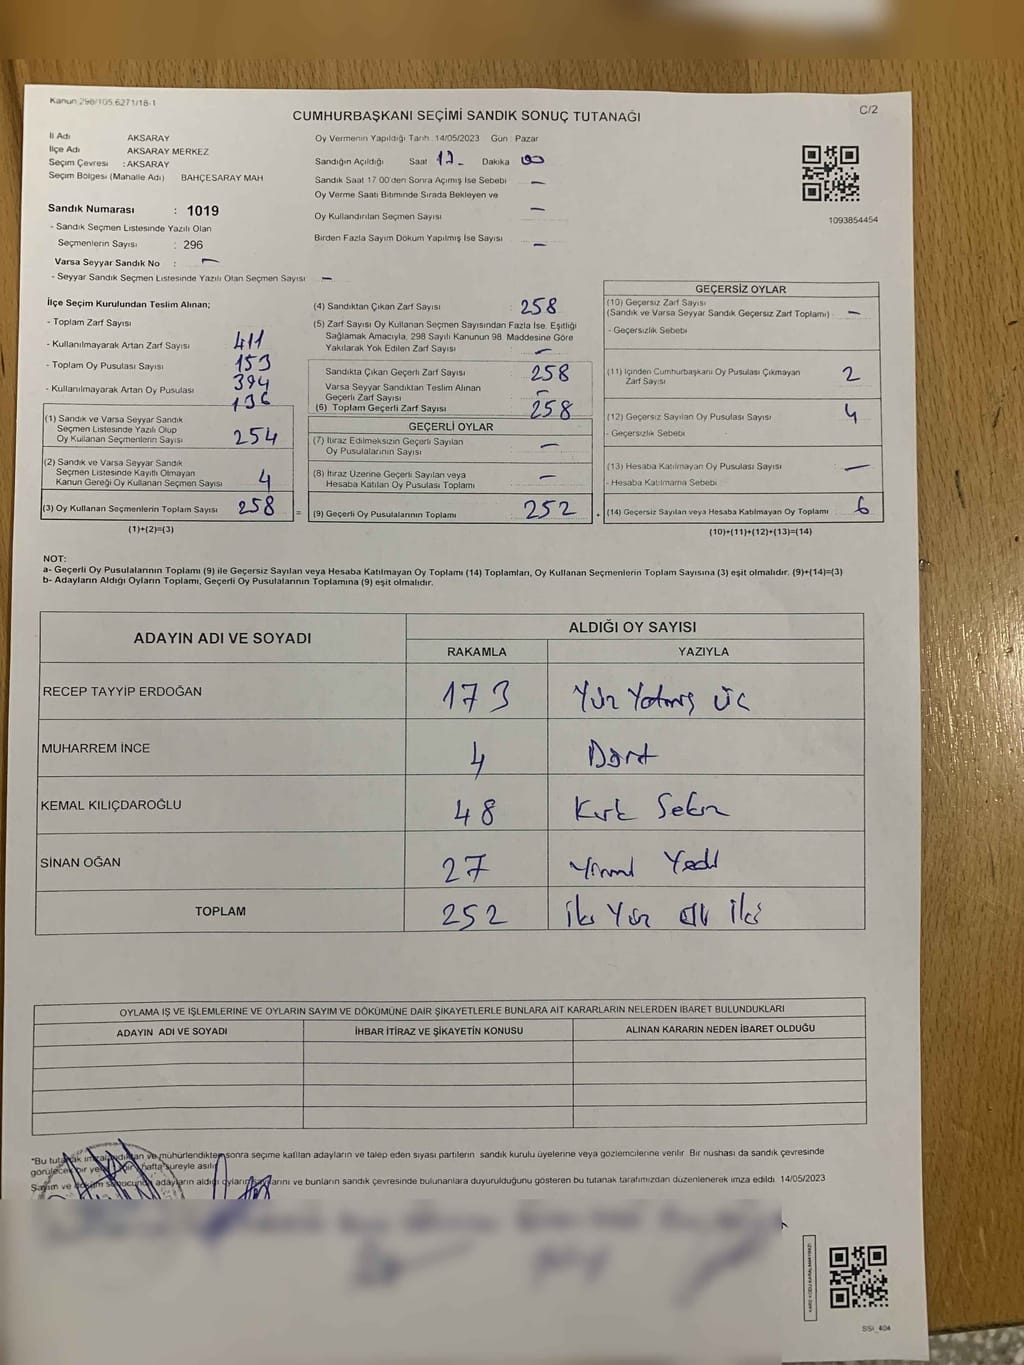 Kanun 298/105.6271/18-1
C/2
CUMHURBAŞKANI SEÇİMİ SANDIK SONUÇ TUTANAĞI
İl Adı AKSARAY
İlçe Adı AKSARAY MERKEZ
Seçim Çevresi : AKSARAY
Seçim Bölgesi (Mahalle Adı) BAHÇESARAY MAH
Sandık Numarası : 1019
- Sandık Seçmen Listesinde Yazılı Olan
Seçmenlerin Sayısı : 296
Varsa Seyyar Sandık No : —
- Seyyar Sandık Seçmen Listesinde Yazılı Olan Seçmen Sayısı —
Oy Vermenin Yapıldığı Tarih :14/05/2023 Gün : Pazar
Sandığın Açıldığı Saat 17 Dakika 00
Sandık Saat 17:00'den Sonra Açımış İse Sebebi —
Oy Verme Saati Bitiminde Sırada Bekleyen ve
Oy Kullandırılan Seçmen Sayısı —
Birden Fazla Sayım Döküm Yapılmış İse Sayısı —
1093854454
İlçe Seçim Kurulundan Teslim Alınan;
- Toplam Zarf Sayısı 411
- Kullanılmayarak Artan Zarf Sayısı 153
- Toplam Oy Pusulası Sayısı 394
- Kullanılmayarak Artan Oy Pusulası 136
(1) Sandık ve Varsa Seyyar Sandık
Seçmen Listesinde Yazılı Olup
Oy Kullanan Seçmenlerin Sayısı 254
(2) Sandık ve Varsa Seyyar Sandık
Seçmen Listesinde Kayıtlı Olmayan
Kanun Gereği Oy Kullanan Seçmen Sayısı 4
(3) Oy Kullanan Seçmenlerin Toplam Sayısı 258 =
(1)+(2)=(3)
(4) Sandıktan Çıkan Zarf Sayısı : 258
(5) Zarf Sayısı Oy Kullanan Seçmen Sayısından Fazla İse, Eşitliği
Sağlamak Amacıyla, 298 Sayılı Kanunun 98. Maddesine Göre
Yakılarak Yok Edilen Zarf Sayısı —
Sandıkta Çıkan Geçerli Zarf Sayısı 258
Varsa Seyyar Sandıktan Teslim Alınan
Geçerli Zarf Sayısı —
(6) Toplam Geçerli Zarf Sayısı 258
GEÇERLİ OYLAR
(7) İtiraz Edilmeksizin Geçerli Sayılan
Oy Pusulalarının Sayısı —
(8) İtiraz Üzerine Geçerli Sayılan veya
Hesaba Katılan Oy Pusulası Toplamı —
(9) Geçerli Oy Pusulalarının Toplamı 252 +
GEÇERSİZ OYLAR
(10) Geçersiz Zarf Sayısı
(Sandık ve Varsa Seyyar Sandık Geçersiz Zarf Toplamı) —
- Geçersizlik Sebebi
(11) İçinden Cumhurbaşkanı Oy Pusulası Çıkmayan
Zarf Sayısı 2
(12) Geçersiz Sayılan Oy Pusulası Sayısı 4
- Geçersizlik Sebebi
(13) Hesaba Katılmayan Oy Pusulası Sayısı —
- Hesaba Katılmama Sebebi
(14) Geçersiz Sayılan veya Hesaba Katılmayan Oy Toplamı 6
(10)+(11)+(12)+(13)=(14)
NOT:
a- Geçerli Oy Pusulalarının Toplamı (9) ile Geçersiz Sayılan veya Hesaba Katılmayan Oy Toplamı (14) Toplamları, Oy Kullanan Seçmenlerin Toplam Sayısına (3) eşit olmalıdır. (9)+(14)=(3)
b- Adayların Aldığı Oyların Toplamı, Geçerli Oy Pusulalarının Toplamına (9) eşit olmalıdır.
ADAYIN ADI VE SOYADI ALDIĞI OY SAYISI
RAKAMLA YAZIYLA
RECEP TAYYİP ERDOĞAN 173 Yüz Yetmiş Üç
MUHARREM İNCE 4 Dört
KEMAL KILIÇDAROĞLU 48 Kırk Sekiz
SİNAN OĞAN 27 Yirmi Yedi
TOPLAM 252 İki Yüz Elli İki
OYLAMA İŞ VE İŞLEMLERİNE VE OYLARIN SAYIM VE DÖKÜMÜNE DAİR ŞİKAYETLERLE BUNLARA AİT KARARLARIN NELERDEN İBARET BULUNDUKLARI
ADAYIN ADI VE SOYADI İHBAR İTİRAZ VE ŞİKAYETİN KONUSU ALINAN KARARIN NEDEN İBARET OLDUĞU
"Bu tutanak imzalandıktan ve mühürlendikten sonra seçime katılan adayların ve talep eden siyasi partilerin sandık kurulu üyelerine veya gözlemcilerine verilir. Bir nüshası da sandık çevresinde
görülecek bir yere bir hafta süreyle asılır.
Sayım ve döküm sonucunda adayların aldığı oyların sayılarını ve bunların sandık çevresinde bulunanlara duyurulduğunu gösteren bu tutanak tarafımızdan düzenlenerek imza edildi. 14/05/2023
KARE KODU KARALAMAYINIZ!
SSI_404